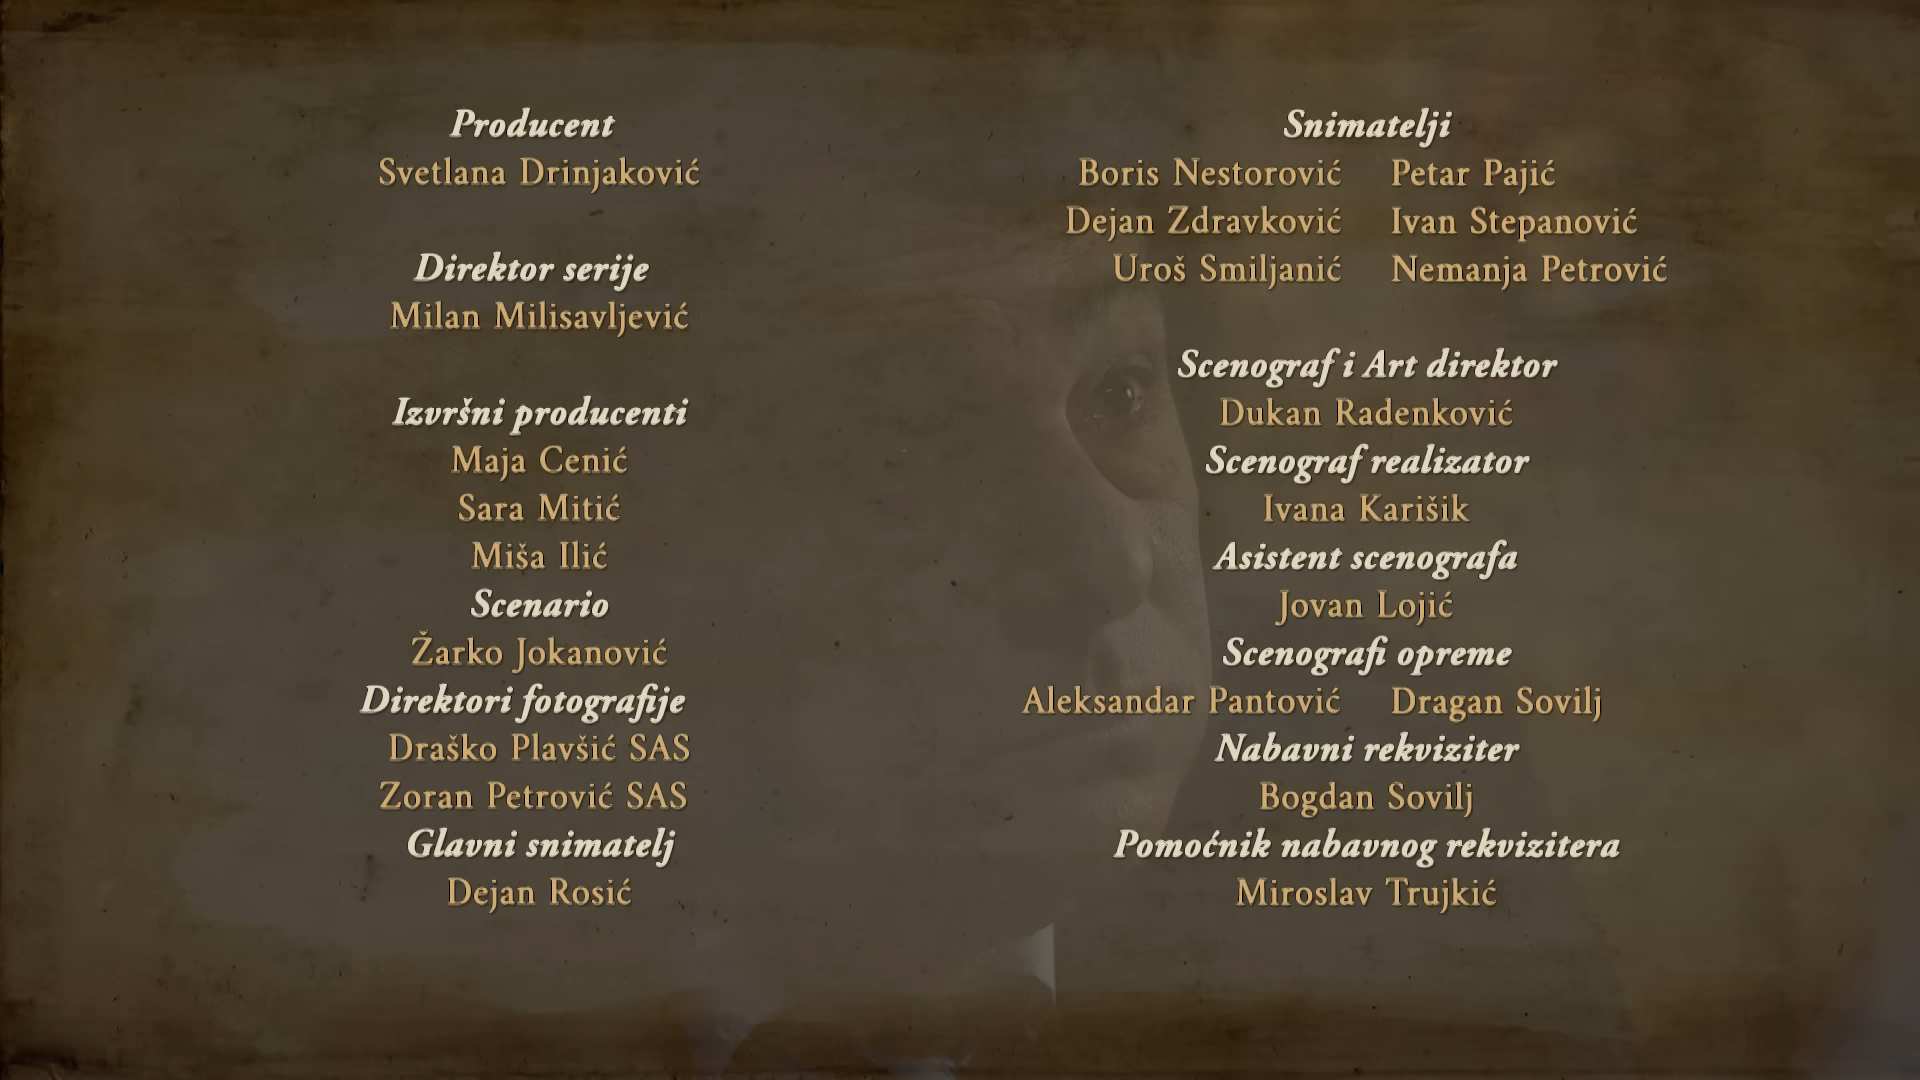 Producent
Svetlana Drinjaković
Direktor serije
Milan Milisavljević
Izvršni producenti
Maja Cenić
Sara Mitić
Miša Ilić
Scenario
Žarko Jokanović
Direktori fotografije
Draško Plavšić SAS
Zoran Petrović SAS
Glavni snimatelj
Dejan Rosić
Snimatelji
Boris Nestorović Petar Pajić
Dejan Zdravković Ivan Stepanović
Uroš Smiljanić Nemanja Petrović
Scenograf i Art direktor
Dukan Radenković
Scenograf realizator
Ivana Karišik
Asistent scenografa
Jovan Lojić
Scenografi opreme
Aleksandar Pantović Dragan Sovilj
Nabavni rekviziter
Bogdan Sovilj
Pomoćnik nabavnog rekvizitera
Miroslav Trujkić